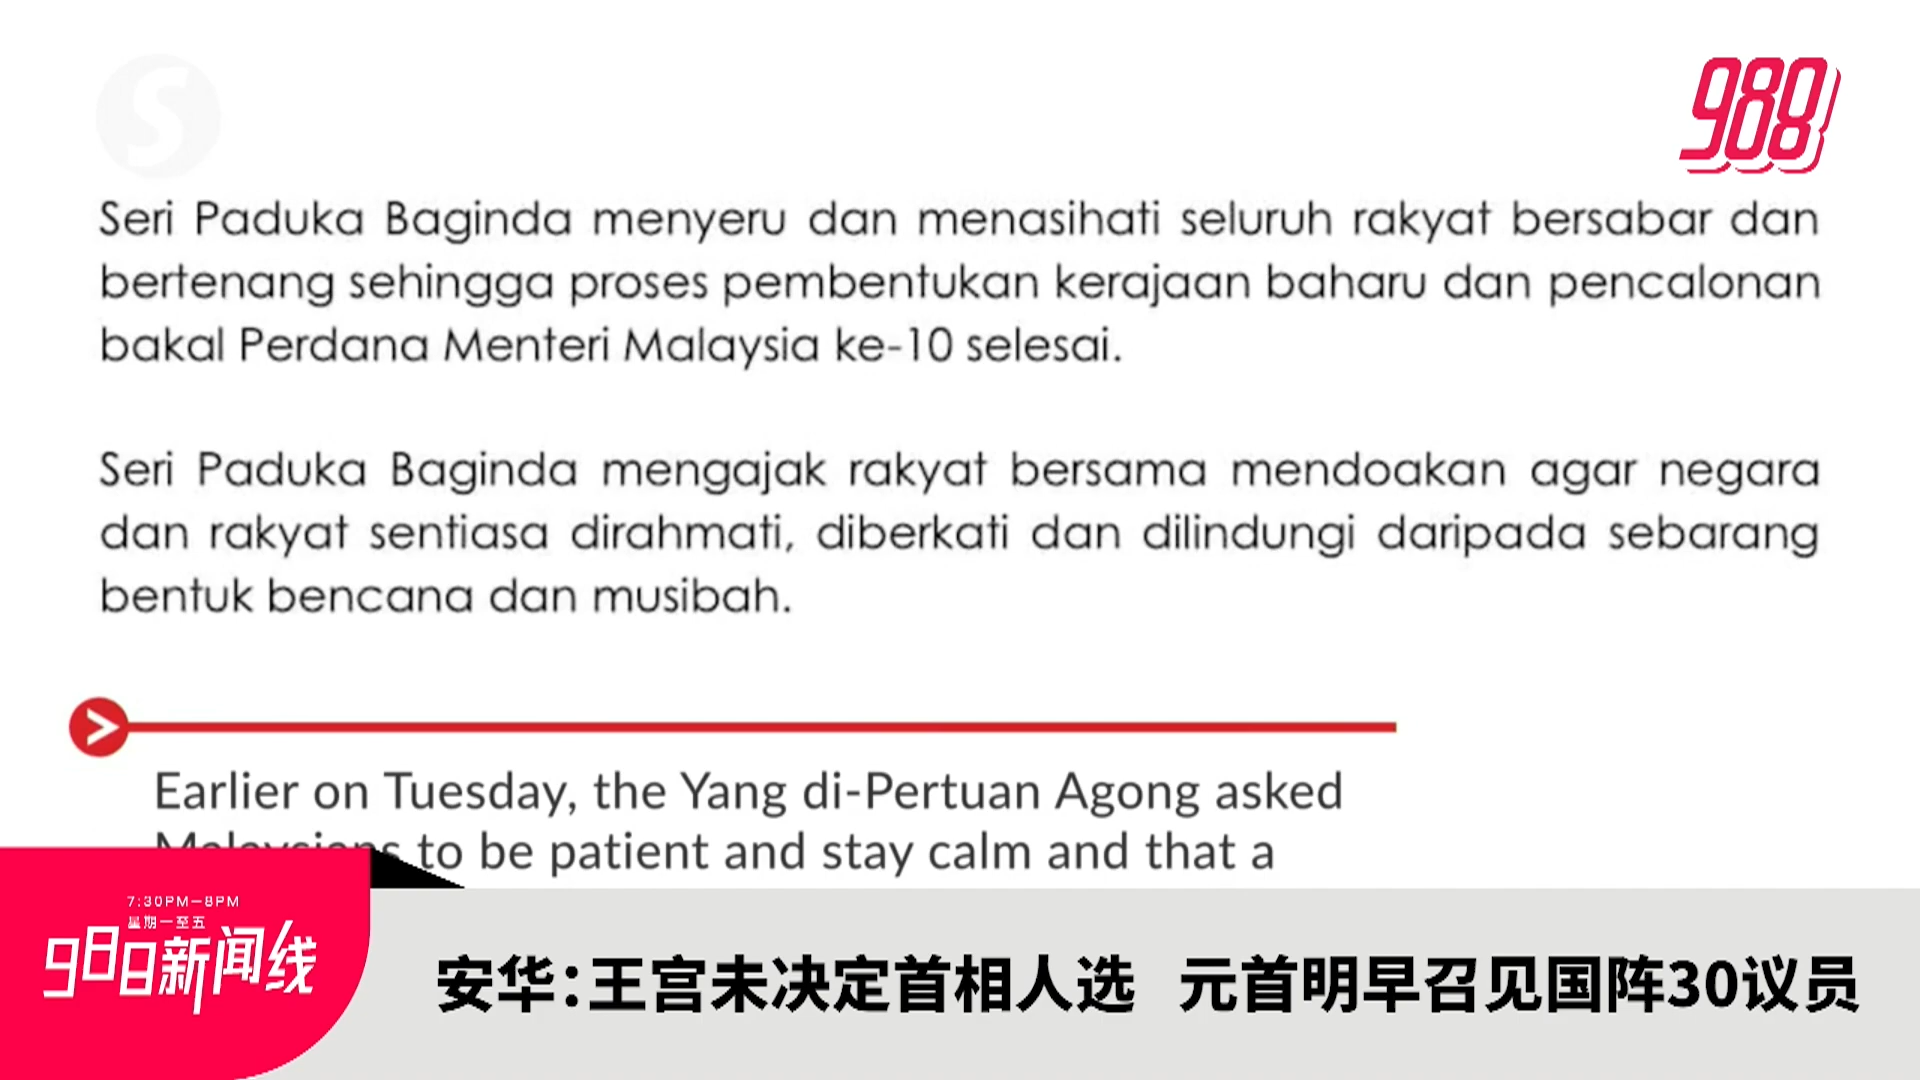 988
Seri Paduka Baginda menyeru dan menasihati seluruh rakyat bersabar dan
bertenang sehingga proses pembentukan kerajaan baharu dan pencalonan
bakal Perdana Menteri Malaysia ke-10 selesai.
Seri Paduka Baginda mengajak rakyat bersama mendoakan agar negara
dan rakyat sentiasa dirahmati, diberkati dan dilindungi daripada sebarang
bentuk bencana dan musibah.
Earlier on Tuesday, the Yang di-Pertuan Agong asked
Malaysians to be patient and stay calm and that a
7:30PM–8PM
星期一至五
988新闻线
安华:王宫未决定首相人选 元首明早召见国阵30议员